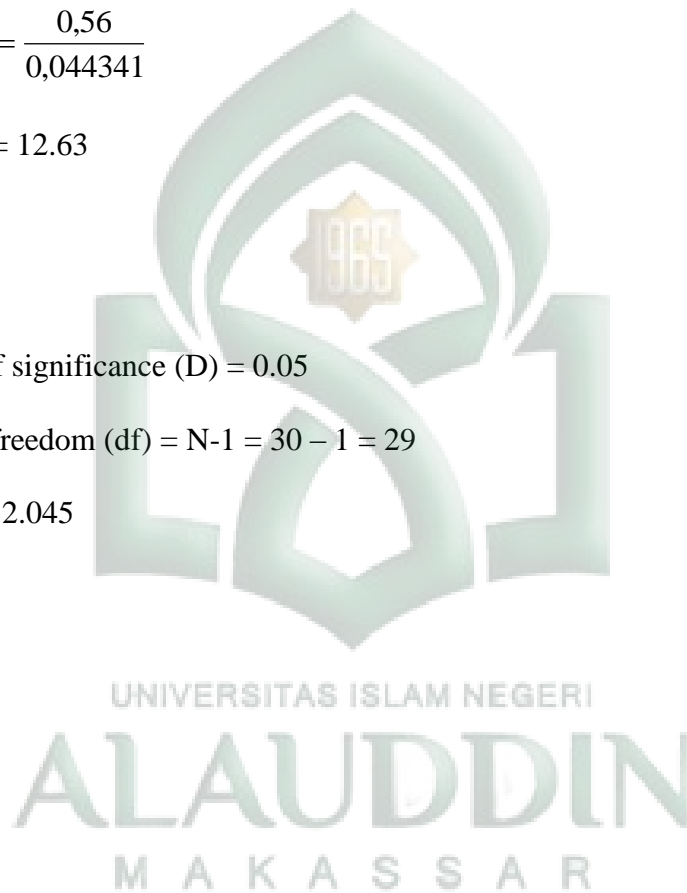 = 0,56 / 0,044341
= 12.63
1965
f significance (D) = 0.05
freedom (df) = N-1 = 30 – 1 = 29
2.045
UNIVERSITAS ISLAM NEGERI
ALAUDDIN
MAKASSAR